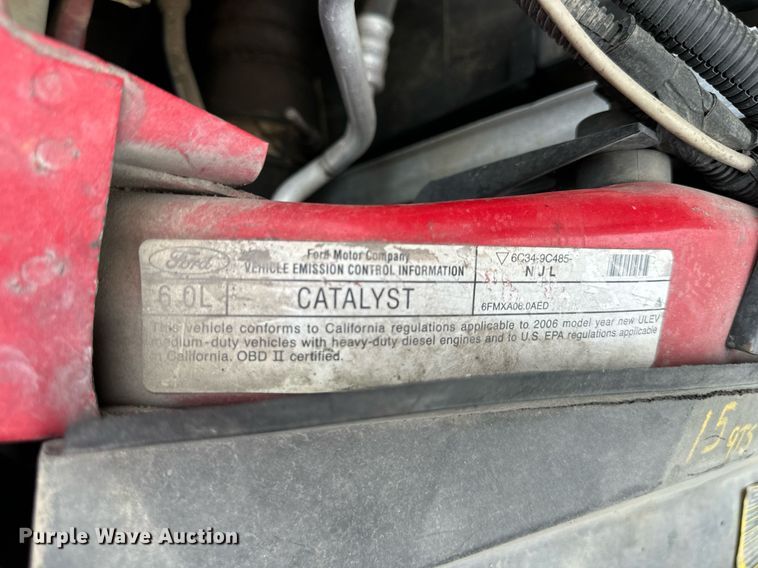 Ford
Ford Motor Company
VEHICLE EMISSION CONTROL INFORMATION
6C34-9C485-
NJL
6.0L
CATALYST
6FMXA06.0AED
This vehicle conforms to California regulations applicable to 2006 model year new ULEV
medium-duty vehicles with heavy-duty diesel engines and to U.S. EPA regulations applicable
in California. OBD II certified.
15 qts
Purple Wave Auction